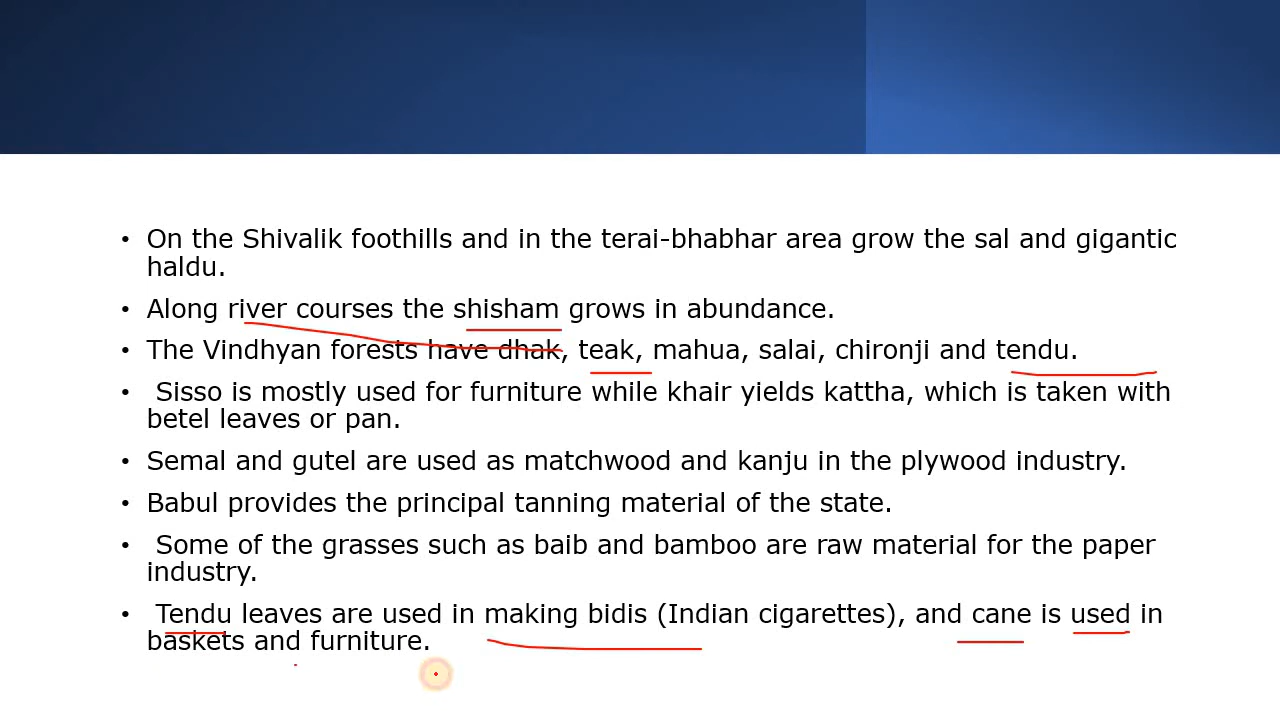 • On the Shivalik foothills and in the terai-bhabhar area grow the sal and gigantic
haldu.
• Along river courses the shisham grows in abundance.
• The Vindhyan forests have dhak, teak, mahua, salai, chironji and tendu.
• Sisso is mostly used for furniture while khair yields kattha, which is taken with
betel leaves or pan.
• Semal and gutel are used as matchwood and kanju in the plywood industry.
• Babul provides the principal tanning material of the state.
• Some of the grasses such as baib and bamboo are raw material for the paper
industry.
• Tendu leaves are used in making bidis (Indian cigarettes), and cane is used in
baskets and furniture.